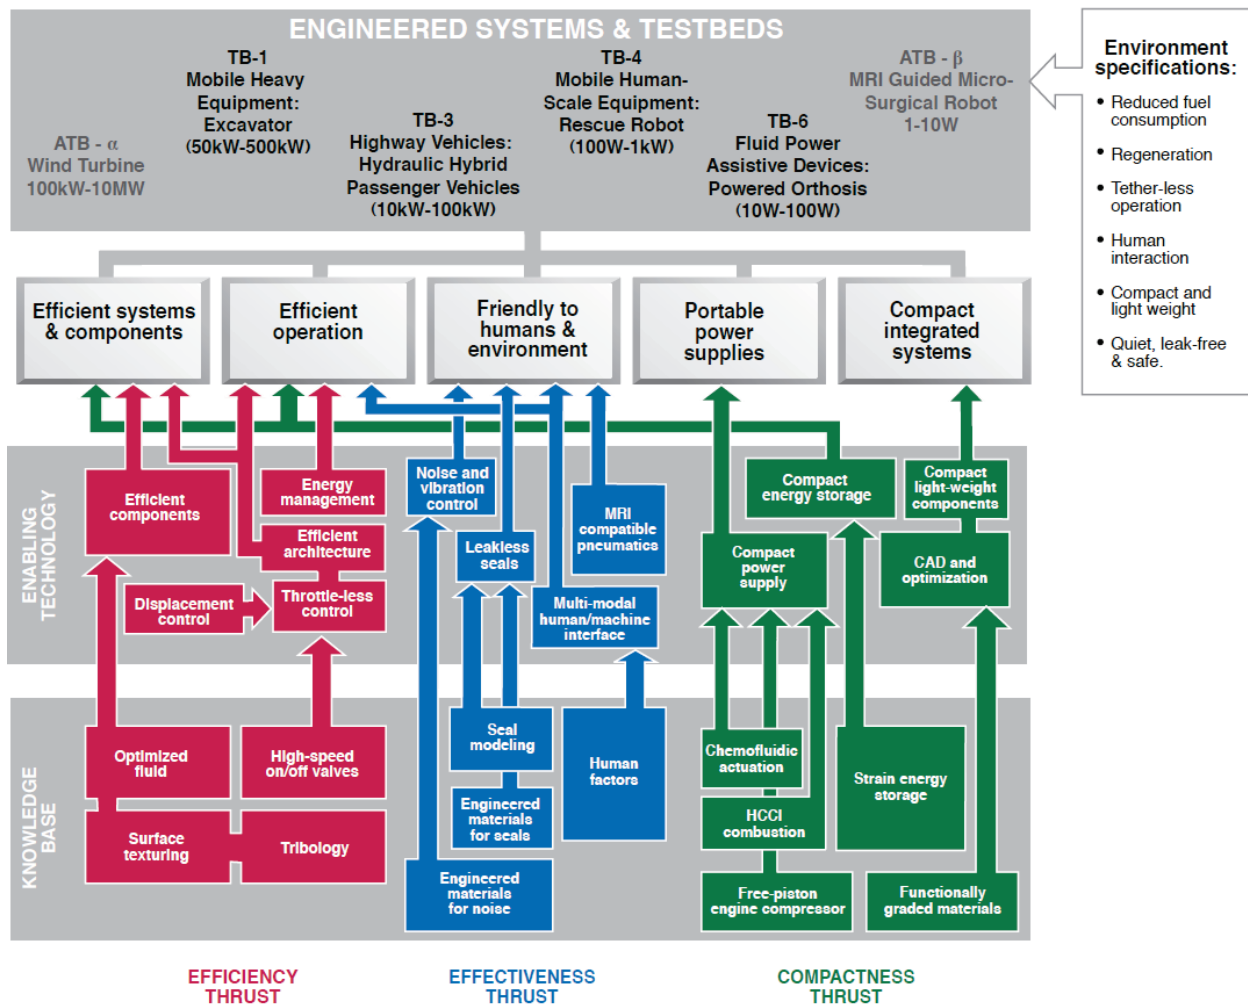 ENGINEERED SYSTEMS & TESTBEDS
ATB - α
Wind Turbine
100kW-10MW
TB-1
Mobile Heavy
Equipment:
Excavator
(50kW-500kW)
TB-3
Highway Vehicles:
Hydraulic Hybrid
Passenger Vehicles
(10kW-100kW)
TB-4
Mobile Human-
Scale Equipment:
Rescue Robot
(100W-1kW)
TB-6
Fluid Power
Assistive Devices:
Powered Orthosis
(10W-100W)
ATB - β
MRI Guided Micro-
Surgical Robot
1-10W
Environment
specifications:
• Reduced fuel
consumption
• Regeneration
• Tether-less
operation
• Human
interaction
• Compact and
light weight
• Quiet, leak-free
& safe.
Efficient systems
& components
Efficient
operation
Friendly to
humans &
environment
Portable
power
supplies
Compact
integrated
systems
ENABLING
TECHNOLOGY
Efficient
components
Energy
management
Efficient
architecture
Displacement
control
Throttle-less
control
Noise and
vibration control
Leakless
seals
MRI
compatible
pneumatics
Multi-modal
human/machine
interface
Compact
energy storage
Compact
light-weight
components
Compact
power
supply
CAD and
optimization
KNOWLEDGE
BASE
Optimized
fluid
High-speed
on/off valves
Surface
texturing
Tribology
Seal
modeling
Engineered
materials
for seals
Engineered
materials
for noise
Human
factors
Chemofluidic
actuation
HCCI
combustion
Free-piston
engine compressor
Strain energy
storage
Functionally
graded materials
EFFICIENCY
THRUST
EFFECTIVENESS
THRUST
COMPACTNESS
THRUST